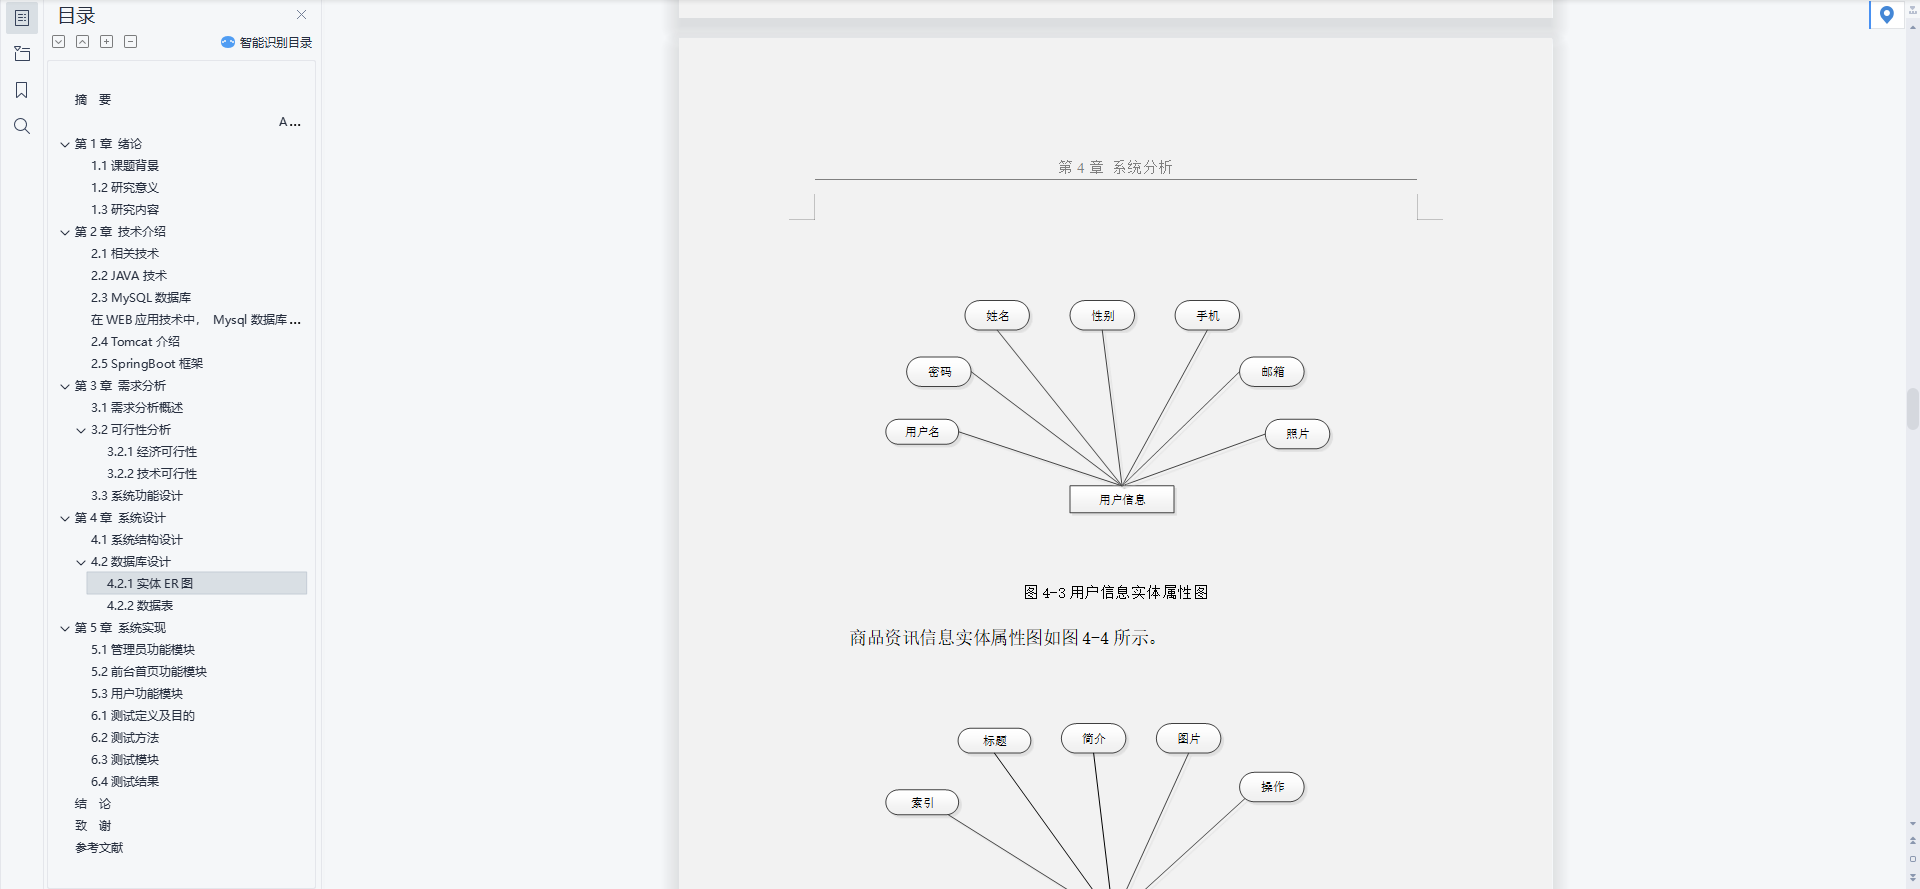 目录
智能识别目录
摘 要
A...
第 1 章 绪论
1.1 课题背景
1.2 研究意义
1.3 研究内容
第 2 章 技术介绍
2.1 相关技术
2.2 JAVA 技术
2.3 MySQL 数据库
在 WEB 应用技术中， Mysql 数据库...
2.4 Tomcat 介绍
2.5 SpringBoot 框架
第 3 章 需求分析
3.1 需求分析概述
3.2 可行性分析
3.2.1 经济可行性
3.2.2 技术可行性
3.3 系统功能设计
第 4 章 系统设计
4.1 系统结构设计
4.2 数据库设计
4.2.1 实体 ER 图
4.2.2 数据表
第 5 章 系统实现
5.1 管理员功能模块
5.2 前台首页功能模块
5.3 用户功能模块
6.1 测试定义及目的
6.2 测试方法
6.3 测试模块
6.4 测试结果
结 论
致 谢
参考文献
第 4 章 系统分析
姓名 性别 手机
密码 邮箱
用户名 照片
用户信息
图 4-3 用户信息实体属性图
商品资讯信息实体属性图如图 4-4 所示。
标题 简介 图片
操作
索引